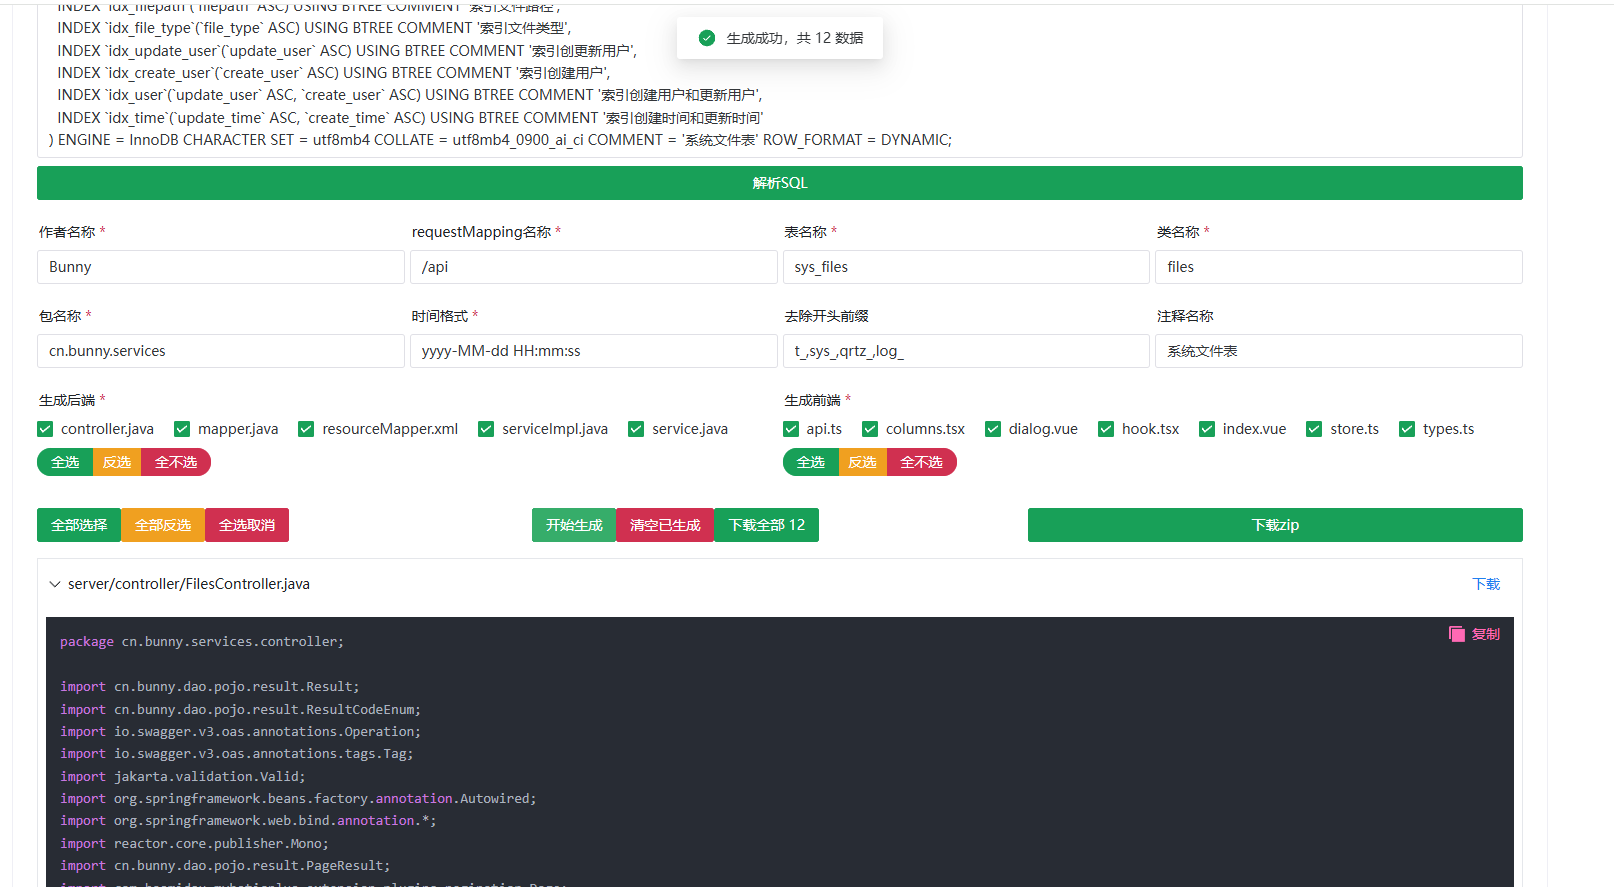 INDEX `idx_filepath`(`filepath` ASC) USING BTREE COMMENT '索引文件路径',
INDEX `idx_file_type`(`file_type` ASC) USING BTREE COMMENT '索引文件类型',
生成成功，共 12 数据
INDEX `idx_update_user`(`update_user` ASC) USING BTREE COMMENT '索引创更新用户',
INDEX `idx_create_user`(`create_user` ASC) USING BTREE COMMENT '索引创建用户',
INDEX `idx_user`(`update_user` ASC, `create_user` ASC) USING BTREE COMMENT '索引创建用户和更新用户',
INDEX `idx_time`(`update_time` ASC, `create_time` ASC) USING BTREE COMMENT '索引创建时间和更新时间'
) ENGINE = InnoDB CHARACTER SET = utf8mb4 COLLATE = utf8mb4_0900_ai_ci COMMENT = '系统文件表' ROW_FORMAT = DYNAMIC;
解析SQL
作者名称 * requestMapping名称 * 表名称 * 类名称 *
Bunny /api sys_files files
包名称 * 时间格式 * 去除开头前缀 注释名称
cn.bunny.services yyyy-MM-dd HH:mm:ss t_,sys_,qrtz_,log_ 系统文件表
生成后端 * 生成前端 *
controller.java mapper.java resourceMapper.xml serviceImpl.java service.java api.ts columns.tsx dialog.vue hook.tsx index.vue store.ts types.ts
全选 反选 全不选 全选 反选 全不选
全部选择 全部反选 全选取消 开始生成 清空已生成 下载全部 12 下载zip
server/controller/FilesController.java 下载
复制
package cn.bunny.services.controller;
import cn.bunny.dao.pojo.result.Result;
import cn.bunny.dao.pojo.result.ResultCodeEnum;
import io.swagger.v3.oas.annotations.Operation;
import io.swagger.v3.oas.annotations.tags.Tag;
import jakarta.validation.Valid;
import org.springframework.beans.factory.annotation.Autowired;
import org.springframework.web.bind.annotation.*;
import reactor.core.publisher.Mono;
import cn.bunny.dao.pojo.result.PageResult;